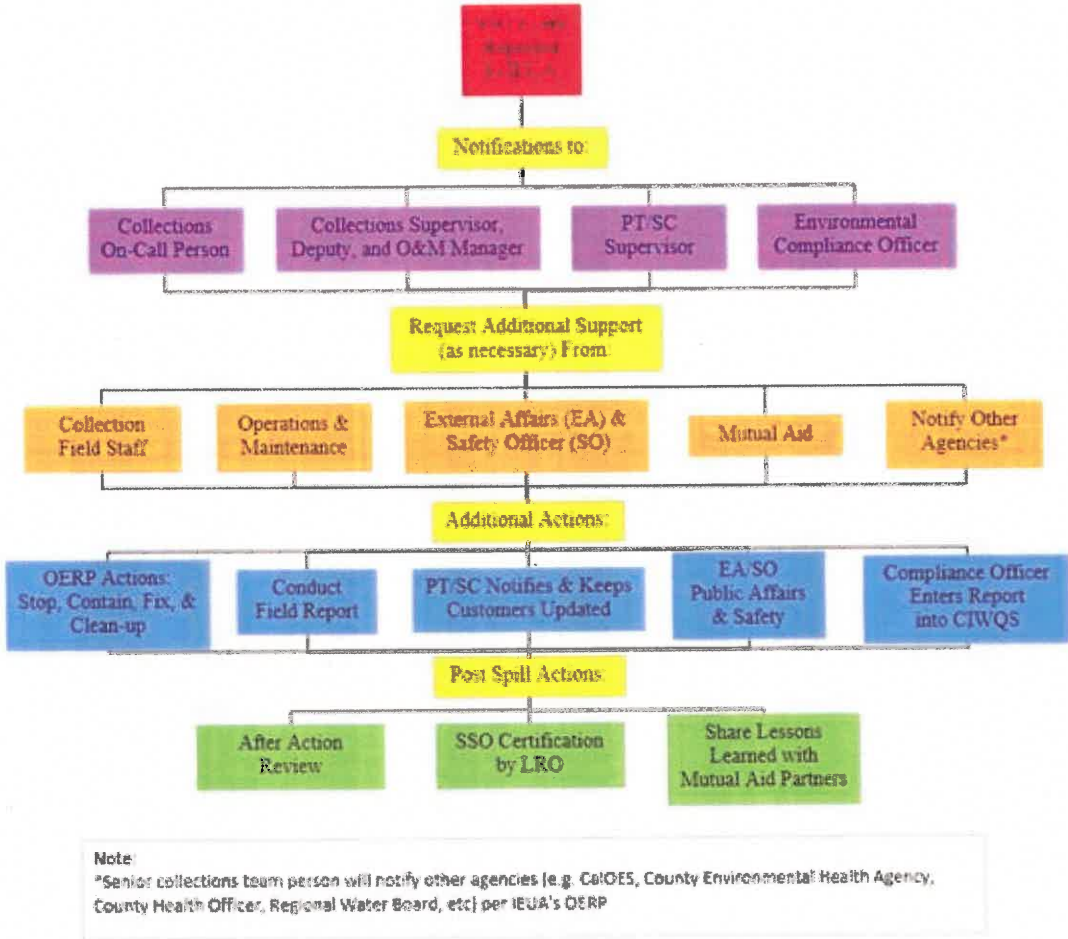 Notifications to:
Collections
On-Call Person
Collections Supervisor,
Deputy, and O&M Manager
PT/SC
Supervisor
Environmental
Compliance Officer
Request Additional Support
(as necessary) From:
Collection
Field Staff
Operations &
Maintenance
External Affairs (EA) &
Safety Officer (SO)
Mutual Aid
Notify Other
Agencies*
Additional Actions:
OERP Actions:
Stop, Contain, Fix, &
Clean-up
Conduct
Field Report
PT/SC Notifies & Keeps
Customers Updated
EA/SO
Public Affairs
& Safety
Compliance Officer
Enters Report
into CIWQS
Post Spill Actions:
After Action
Review
SSO Certification
by LRO
Share Lessons
Learned with
Mutual Aid Partners
Note:
*Senior collections team person will notify other agencies (e.g. CalOES, County Environmental Health Agency,
County Health Officer, Regional Water Board, etc) per IEUA's OERP